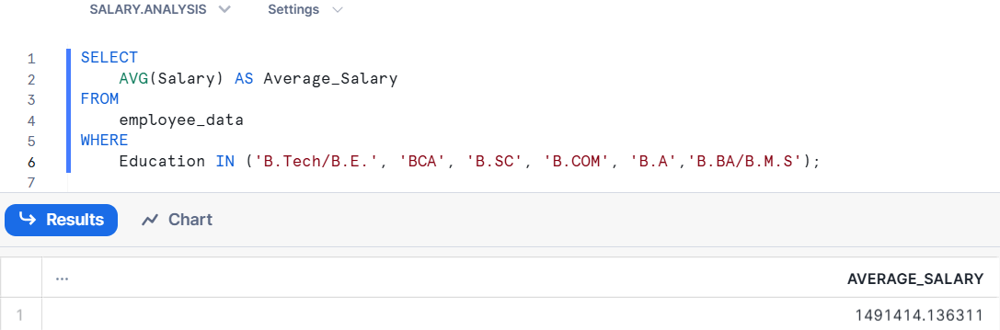 SALARY.ANALYSIS Settings
1 SELECT
2 AVG(Salary) AS Average_Salary
3 FROM
4 employee_data
5 WHERE
6 Education IN ('B.Tech/B.E.', 'BCA', 'B.SC', 'B.COM', 'B.A','B.BA/B.M.S');
7
Results Chart
... AVERAGE_SALARY
1 1491414.136311